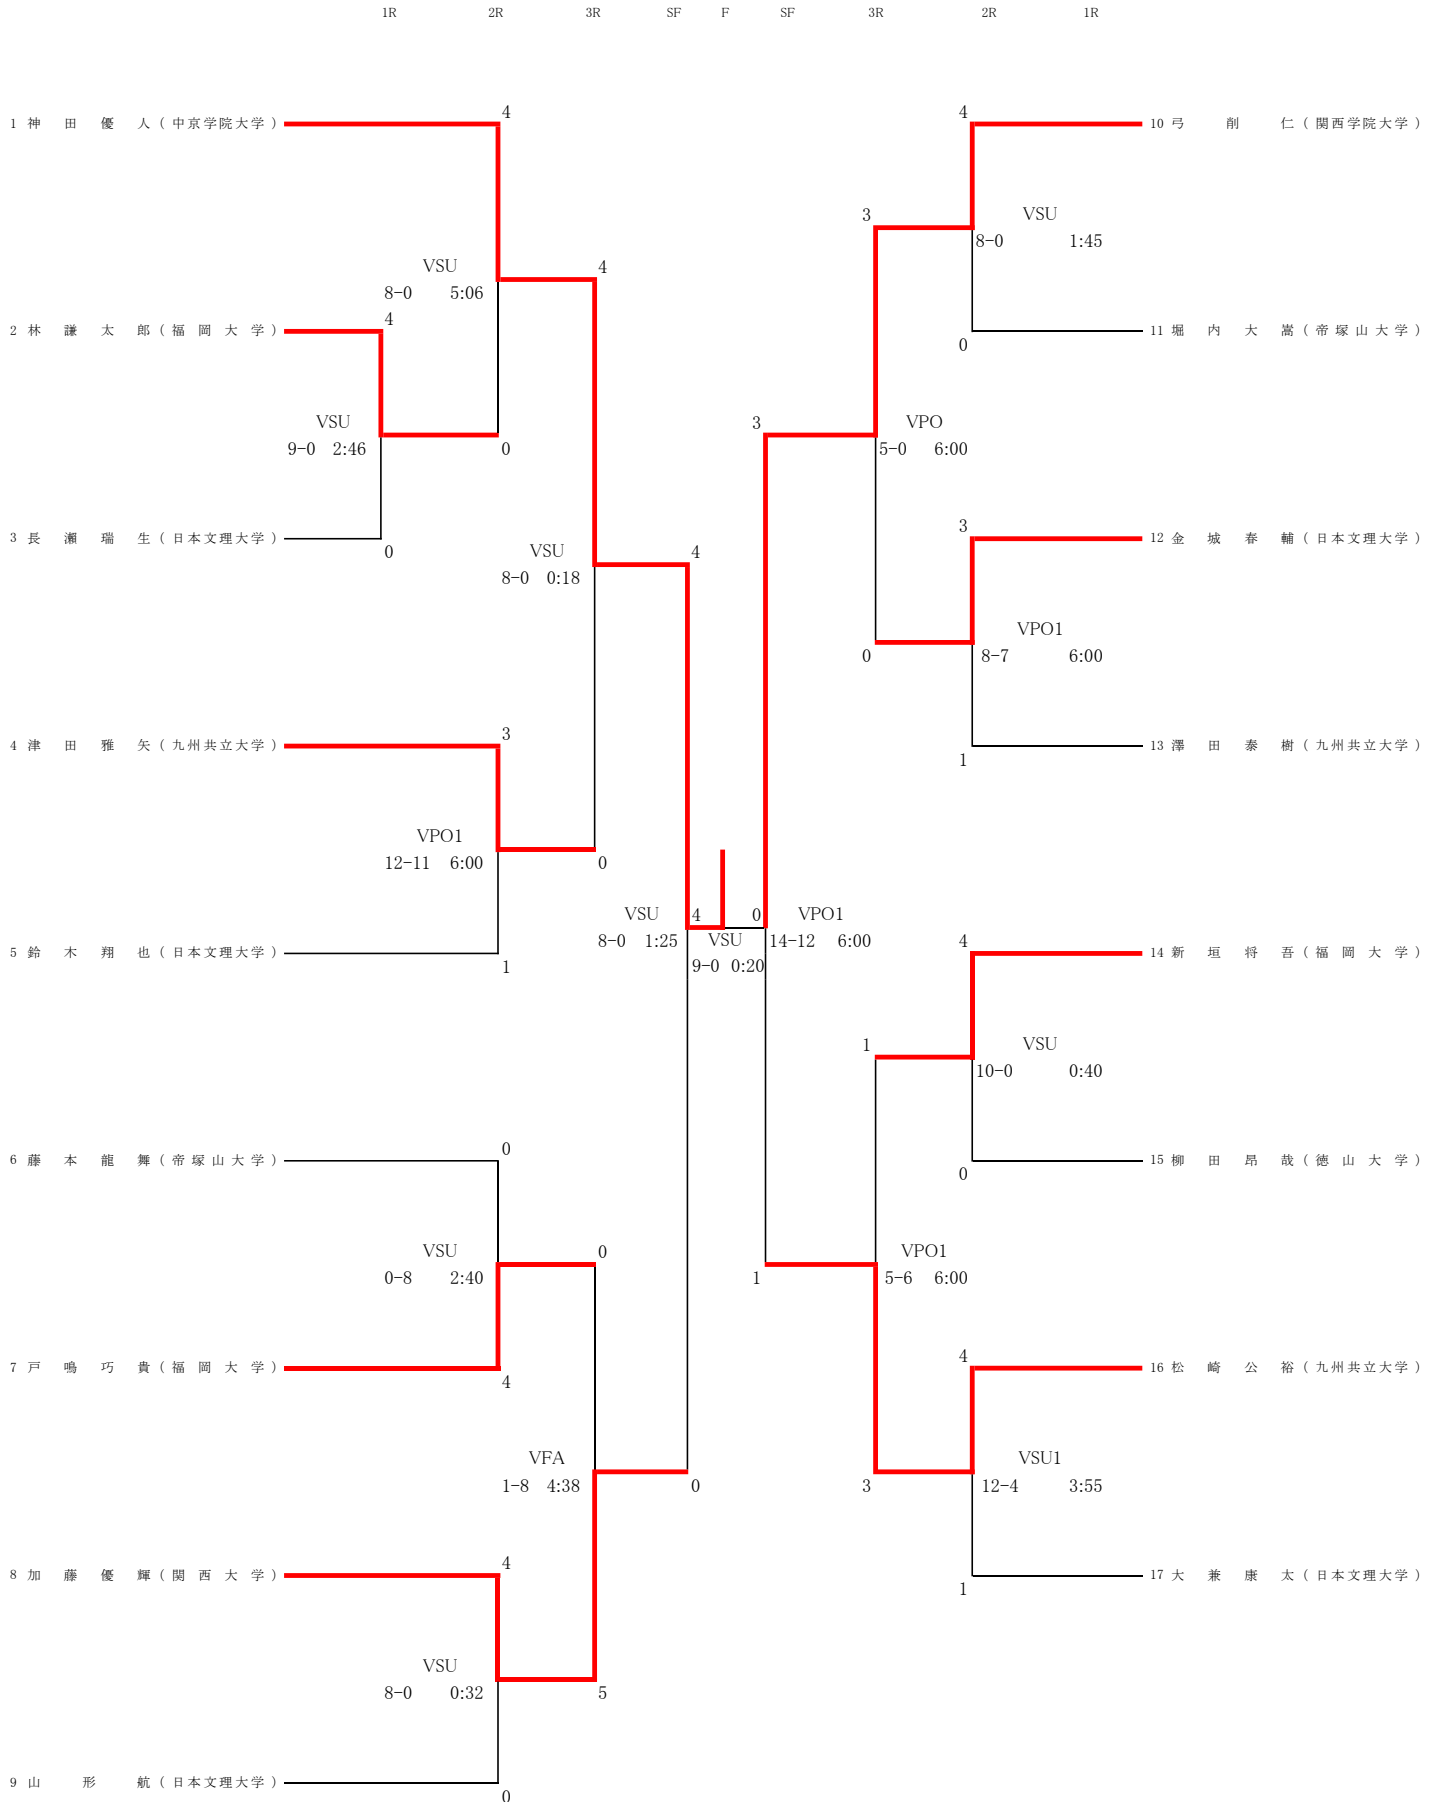 1R 2R 3R SF F SF 3R 2R 1R
4 4
1 神田優人(中京学院大学) 10 弓削仁(関西学院大学)
3 VSU
8-0 1:45
VSU 4
8-0 5:06
4
2 林謙太郎(福岡大学) 11 堀内大嵩(帝塚山大学)
0
VSU 3 VPO
9-0 2:46 0 5-0 6:00
3
3 長瀬瑞生(日本文理大学) 12 金城春輔(日本文理大学)
0 VSU 4
8-0 0:18
VPO1
0 8-7 6:00
3
4 津田雅矢(九州共立大学) 13 澤田泰樹(九州共立大学)
1
VPO1
12-11 6:00 0
VSU 4 0 VPO1
8-0 1:25 VSU 14-12 6:00
4
5 鈴木翔也(日本文理大学) 14 新垣将吾(福岡大学)
1 9-0 0:20
1 VSU
10-0 0:40
0
6 藤本龍舞(帝塚山大学) 15 柳田昂哉(徳山大学)
0
VSU 0 VPO1
0-8 2:40 1 5-6 6:00
4
7 戸鳴巧貴(福岡大学) 16 松崎公裕(九州共立大学)
4
VFA VSU1
1-8 4:38 0 3 12-4 3:55
4
8 加藤優輝(関西大学) 17 大兼康太(日本文理大学)
1
VSU
8-0 0:32 5
9 山形航(日本文理大学)
0